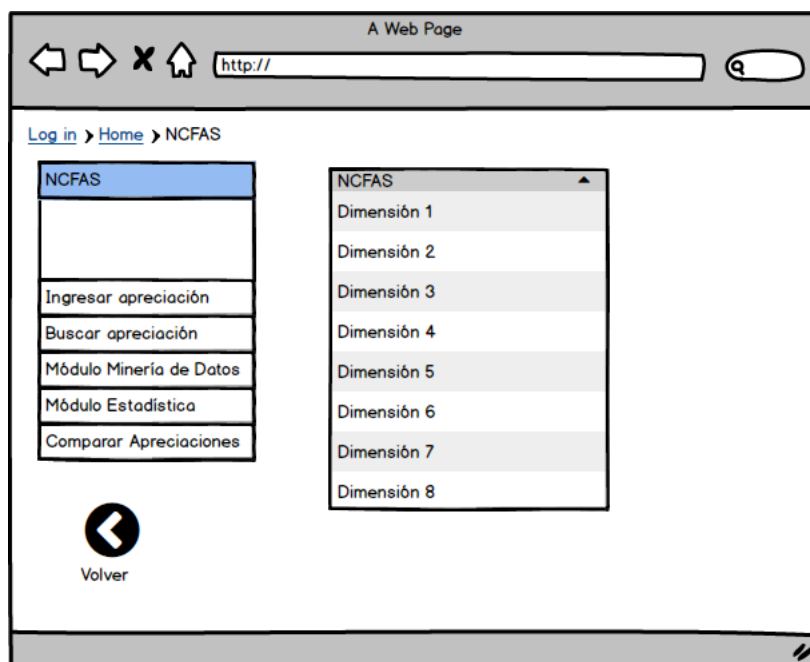 A Web Page
http://
Log in > Home > NCFAS
NCFAS
Ingresar apreciación
Buscar apreciación
Módulo Minería de Datos
Módulo Estadística
Comparar Apreciaciones
Volver
NCFAS
Dimensión 1
Dimensión 2
Dimensión 3
Dimensión 4
Dimensión 5
Dimensión 6
Dimensión 7
Dimensión 8